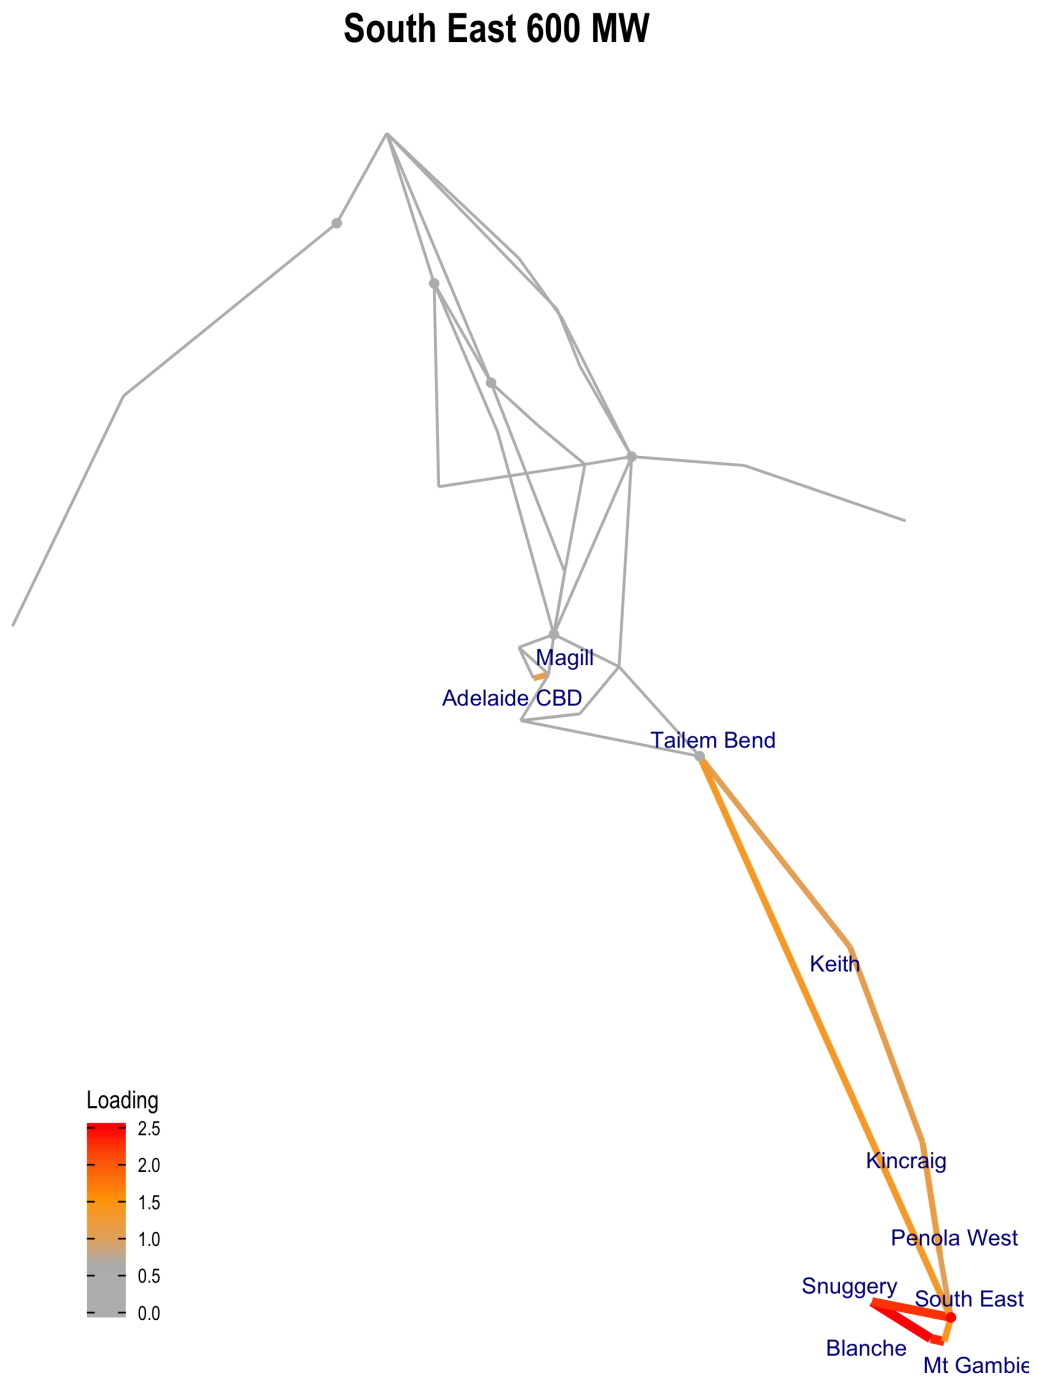 South East 600 MW
Magill
Adelaide CBD
Tailem Bend
Keith
Loading
2.5
2.0
1.5
1.0
0.5
0.0
Kincraig
Penola West
Snuggery
South East
Blanche
Mt Gambie